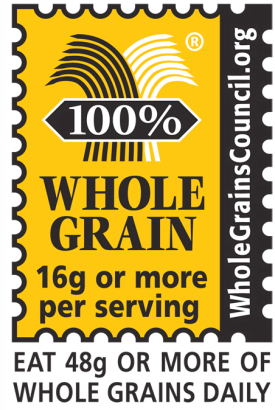 ®
100%
WHOLE
GRAIN
16g or more
per serving
WholeGrainsCouncil.org
EAT 48g OR MORE OF
WHOLE GRAINS DAILY